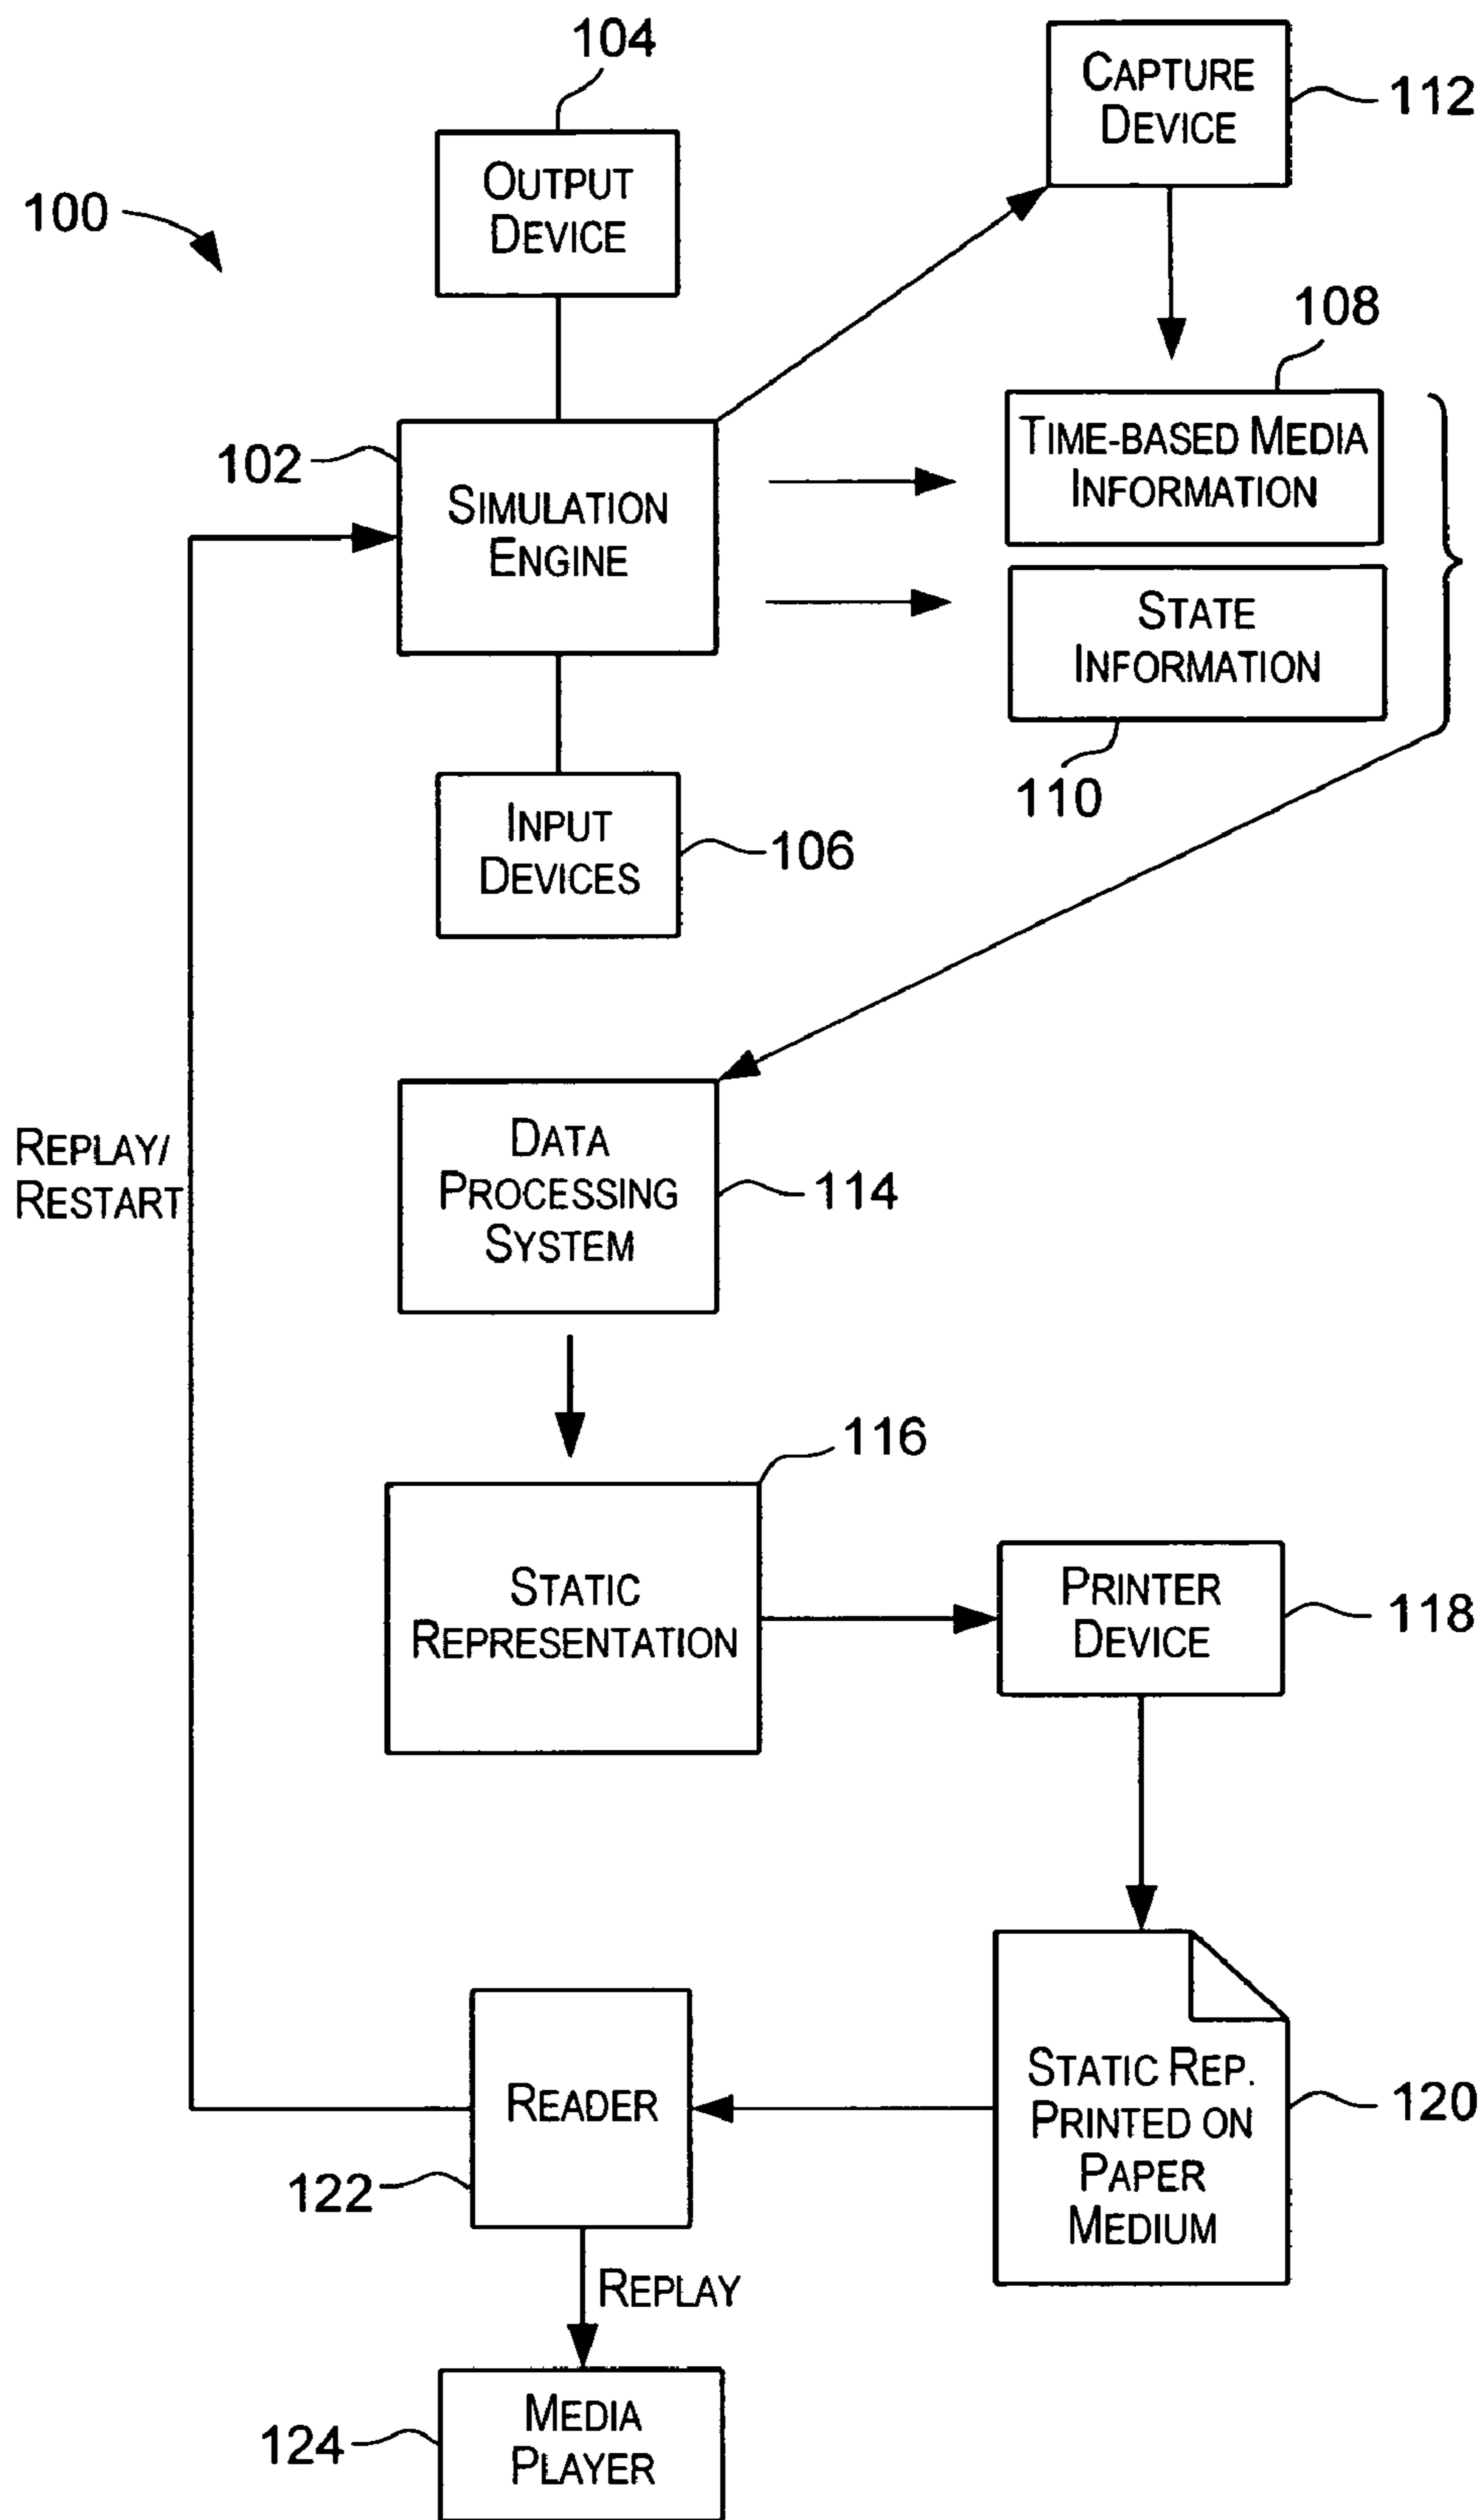 104
OUTPUT
DEVICE
CAPTURE
DEVICE
112
100
108
102
SIMULATION
ENGINE
TIME-BASED MEDIA
INFORMATION
STATE
INFORMATION
110
INPUT
DEVICES
106
REPLAY/
RESTART
DATA
PROCESSING
SYSTEM
114
116
STATIC
REPRESENTATION
PRINTER
DEVICE
118
READER
122
STATIC REP.
PRINTED ON
PAPER
MEDIUM
120
REPLAY
MEDIA
PLAYER
124